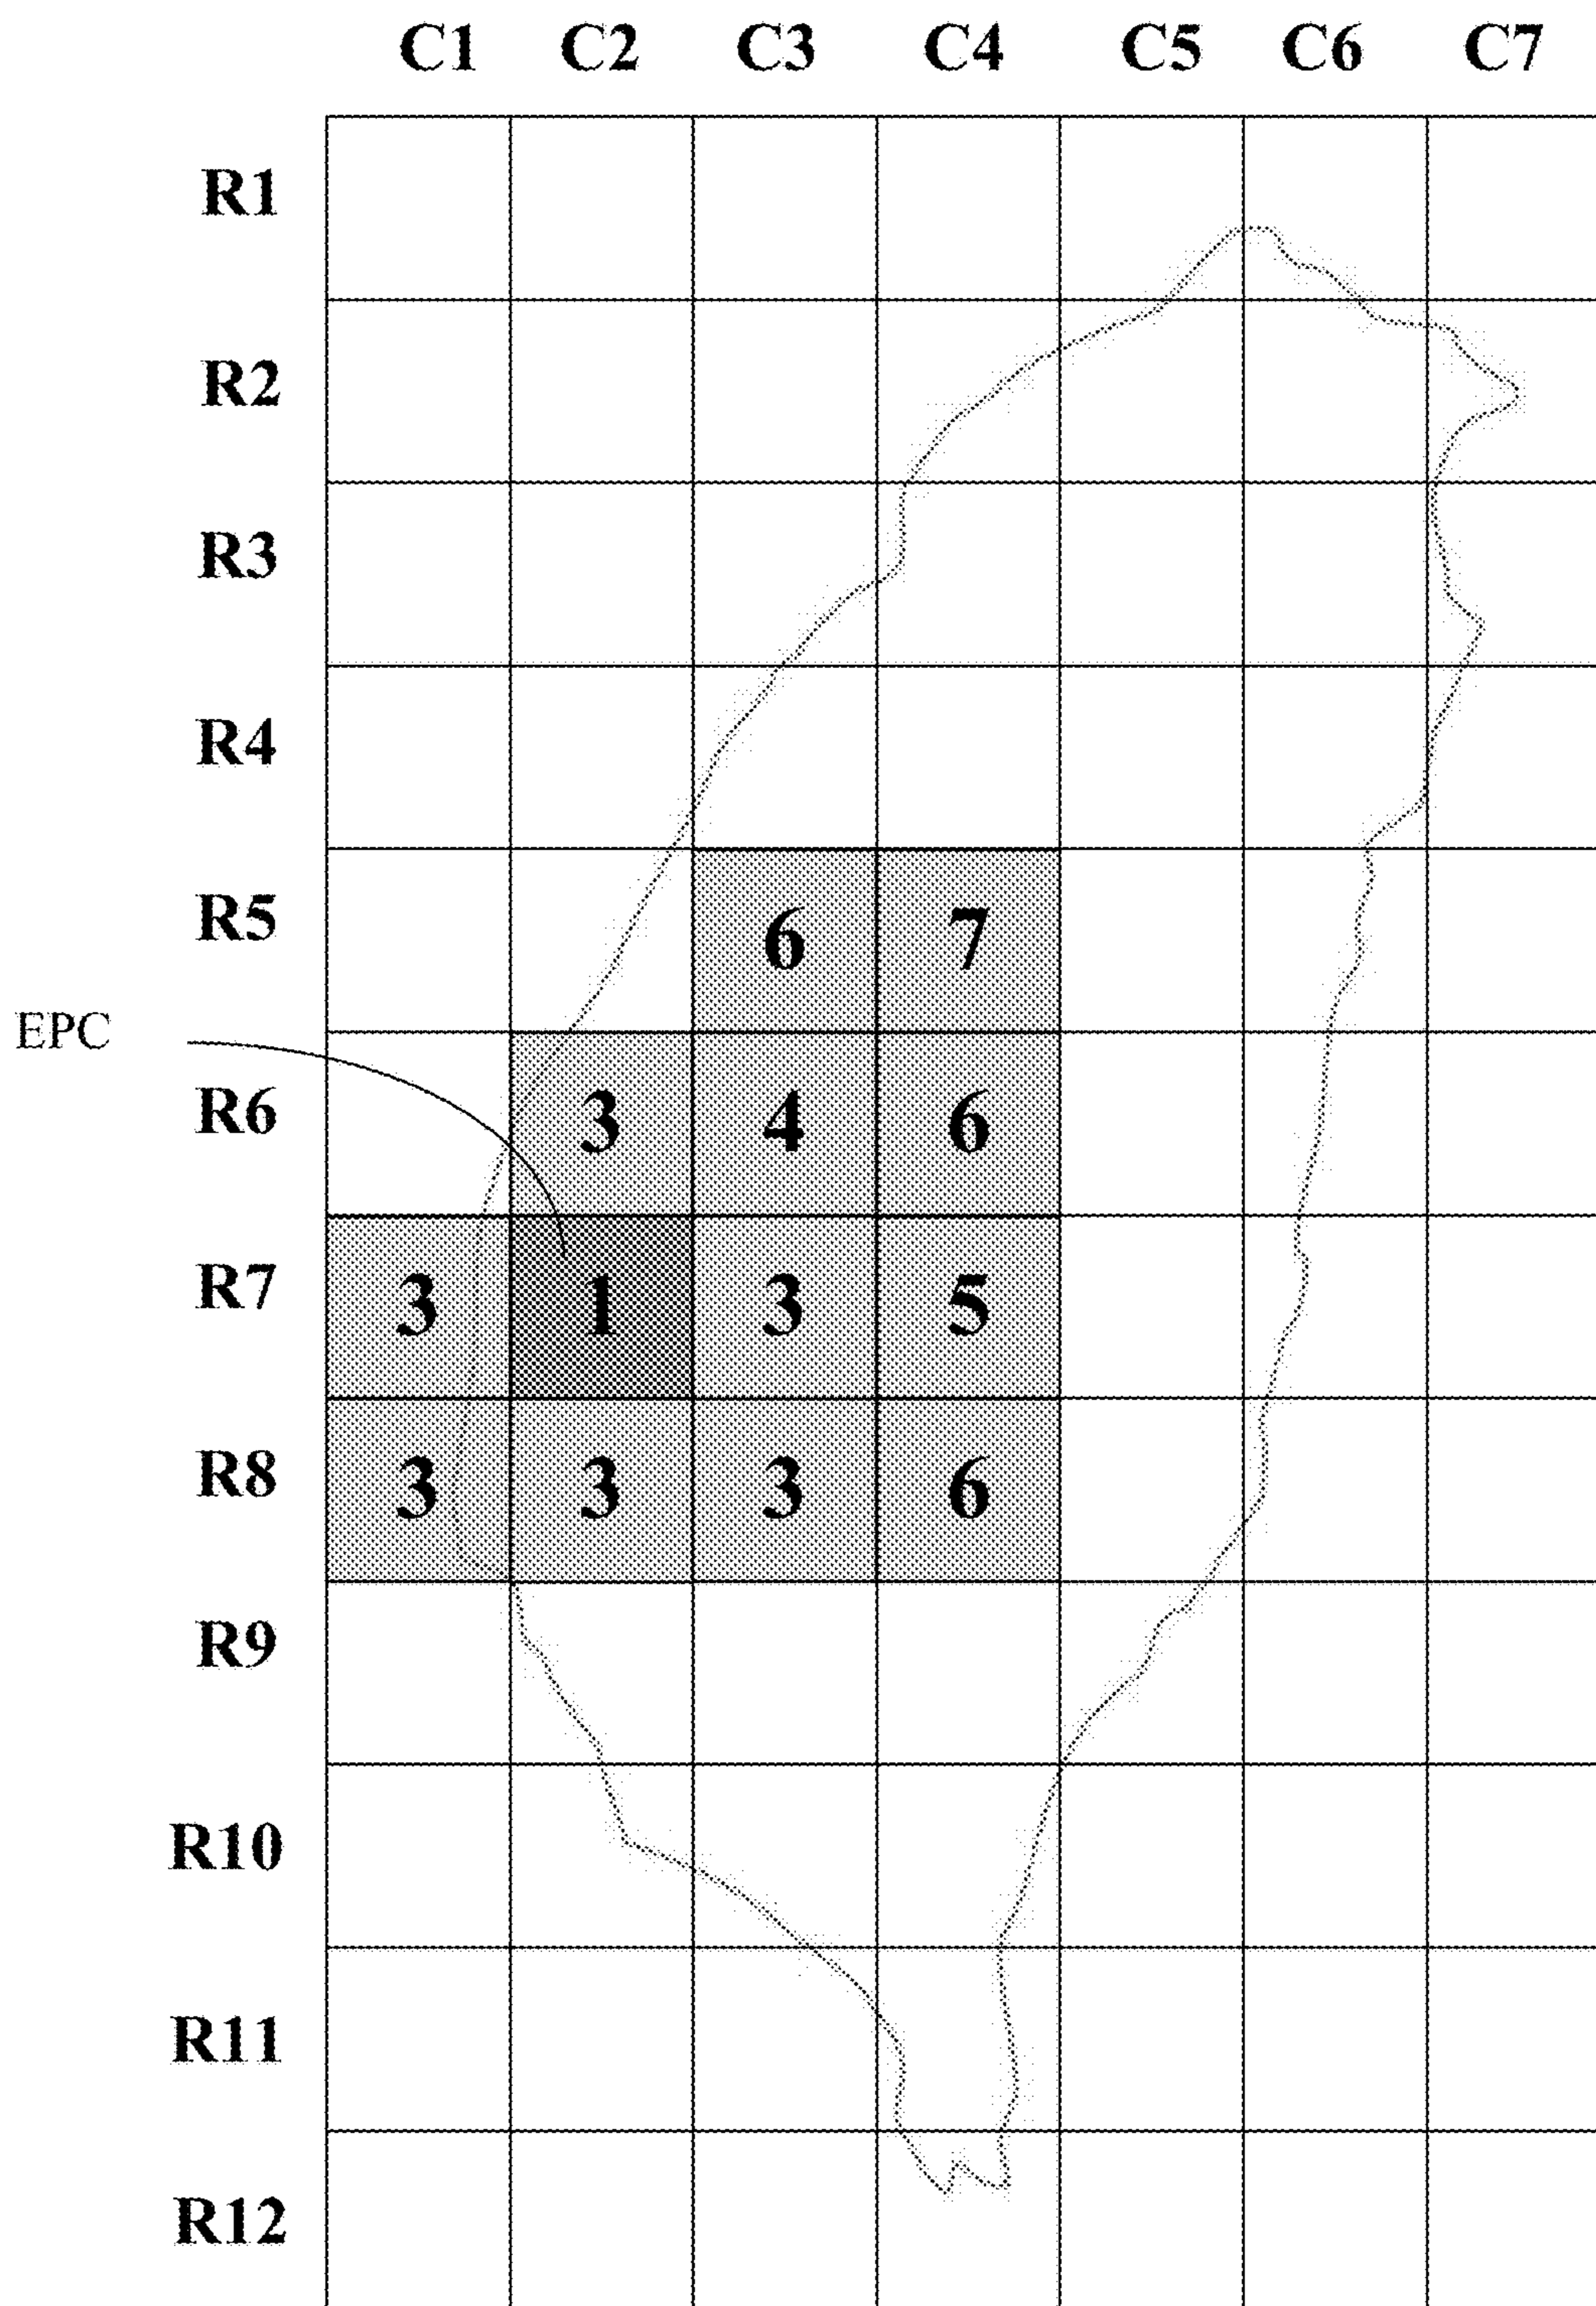 C1 C2 C3 C4 C5 C6 C7
R1
R2
R3
R4
R5 6 7
EPC
R6 3 4 6
R7 3 1 3 5
R8 3 3 3 6
R9
R10
R11
R12